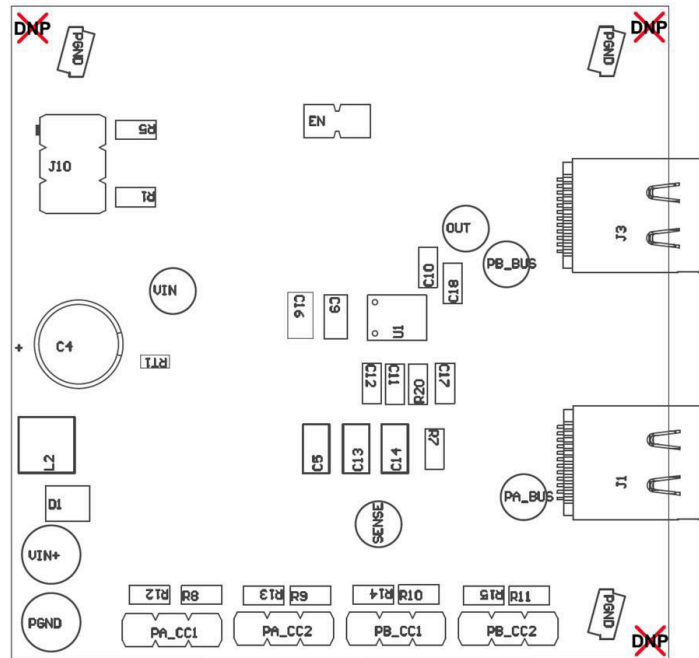 DNP
DNP
PGND
PGND
R5
EN
J10
R1
OUT
J3
PB_BUS
C10
C18
VIN
C16
C9
U1
+
C4
RT1
C12
C11
R20
C17
L2
C5
C13
C14
R7
D1
J1
PA_BUS
SENSE
VIN+
R12
R8
R13
R9
R14
R10
R15
R11
PGND
PGND
PA_CC1
PA_CC2
PB_CC1
PB_CC2
DNP